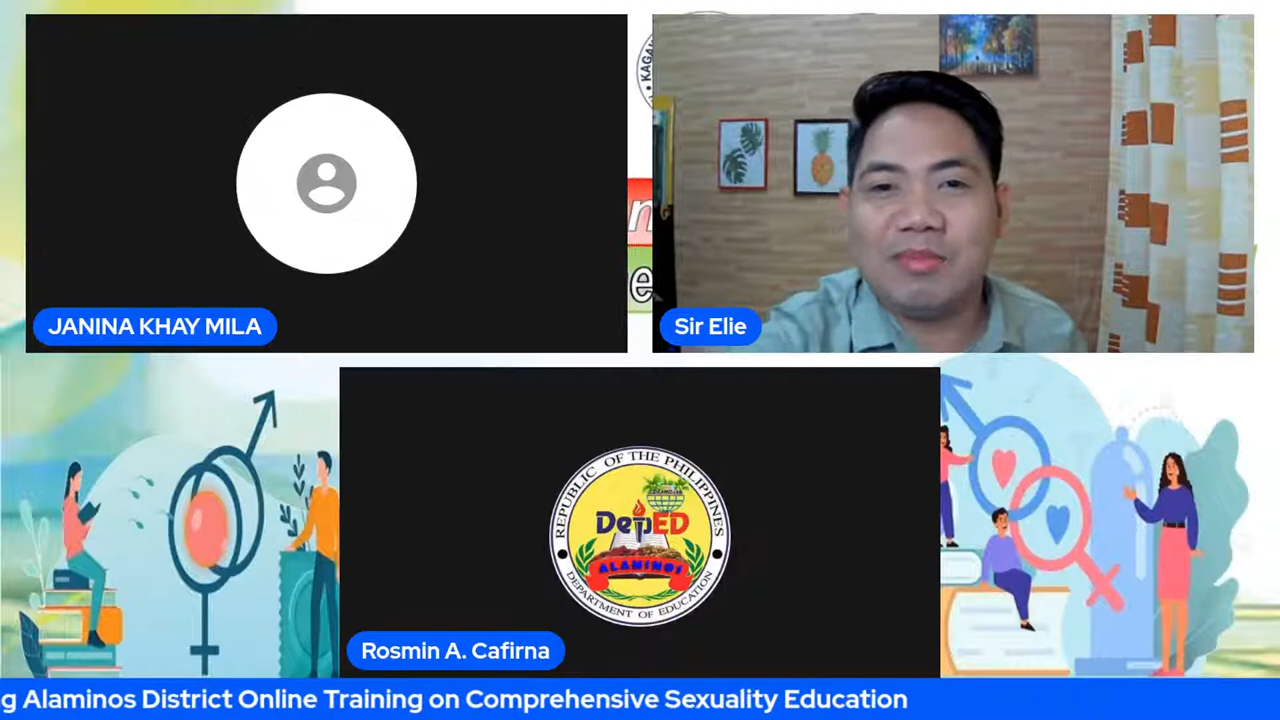 KAGA
n
e
JANINA KHAY MILA
Sir Elie
REPUBLIC OF THE PHILIPPINES
DepED
ALAMINOS
DEPARTMENT OF EDUCATION
Rosmin A. Cafirna
g Alaminos District Online Training on Comprehensive Sexuality Education